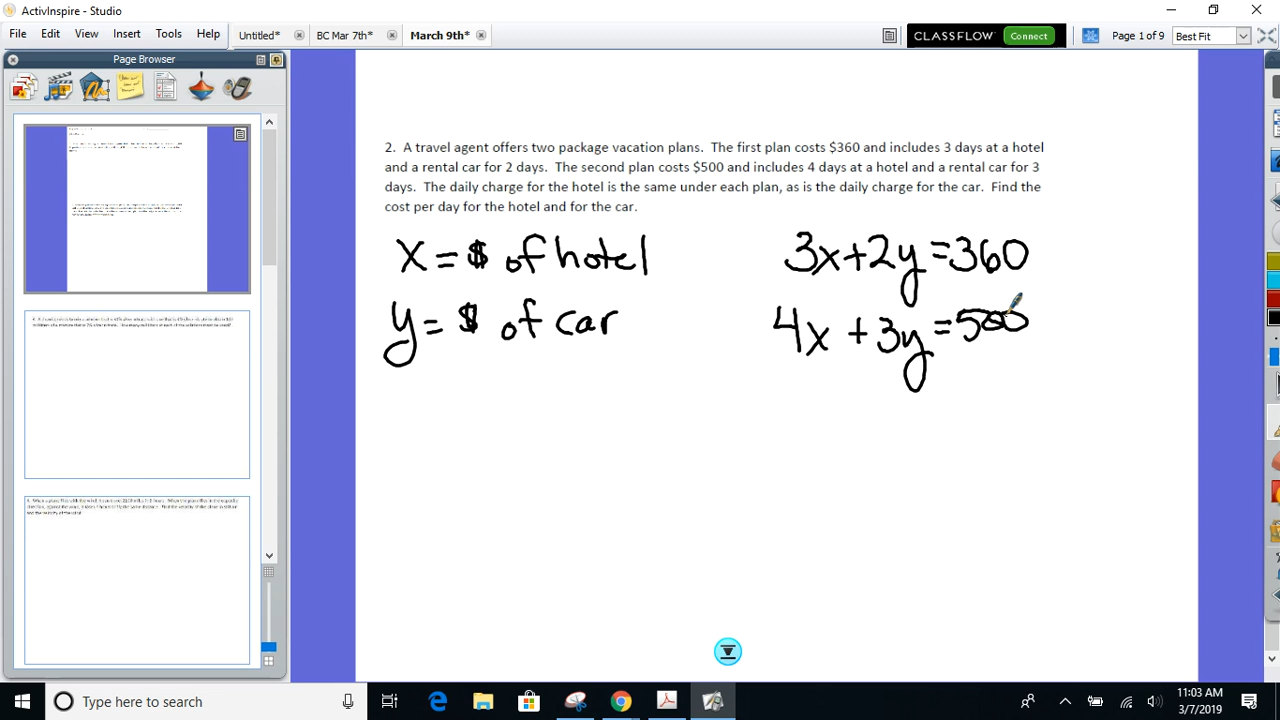 ActivInspire - Studio
File Edit View Insert Tools Help
Untitled* BC Mar 7th* March 9th*
CLASSFLOW Connect
Page 1 of 9 Best Fit
Page Browser
2. A travel agent offers two package vacation plans. The first plan costs $360 and includes 3 days at a hotel
and a rental car for 2 days. The second plan costs $500 and includes 4 days at a hotel and a rental car for 3
days. The daily charge for the hotel is the same under each plan, as is the daily charge for the car. Find the
cost per day for the hotel and for the car.
x = $ of hotel
y = $ of car
3x+2y=360
4x + 3y=500
Type here to search
11:03 AM
3/7/2019